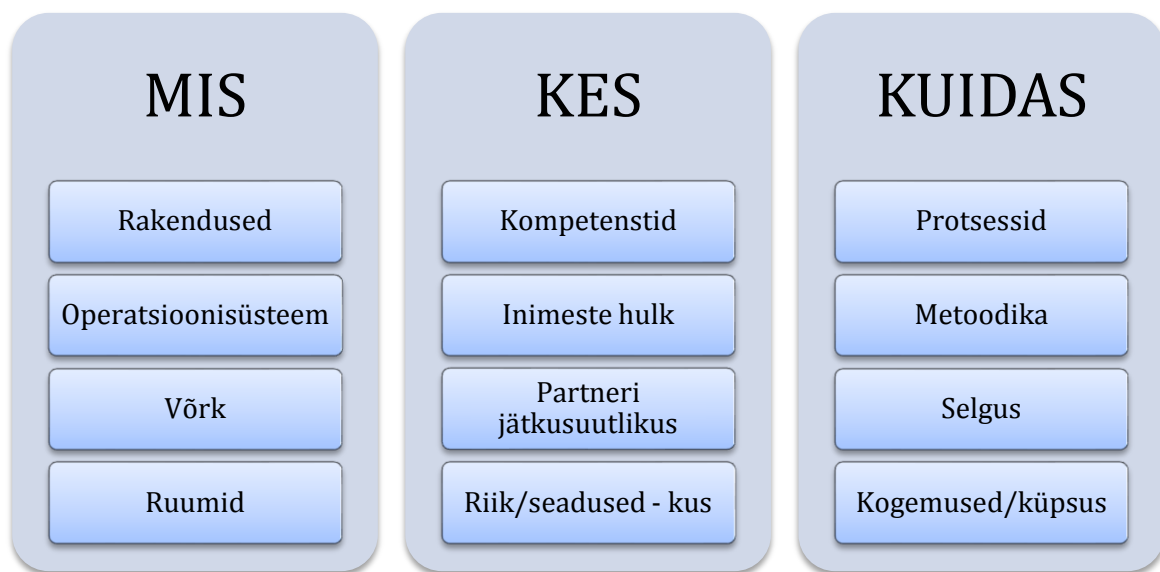 MIS
Rakendused
Operatsioonisüsteem
Võrk
Ruumid
KES
Kompetenstid
Inimeste hulk
Partneri
jätkusuutlikus
Riik/seadused - kus
KUIDAS
Protsessid
Metoodika
Selgus
Kogemused/küpsus